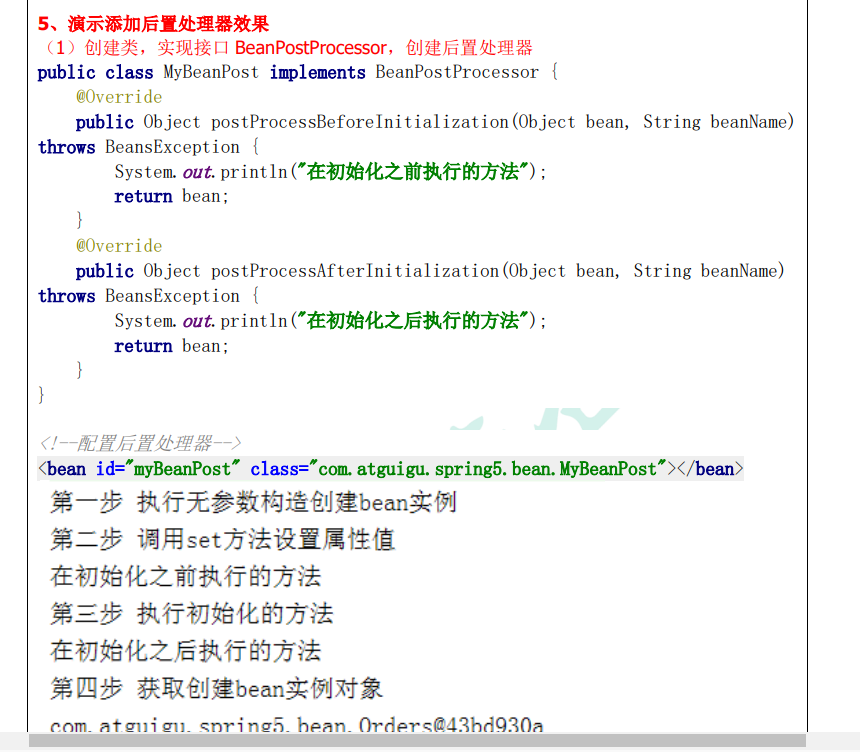 5、演示添加后置处理器效果
（1）创建类，实现接口 BeanPostProcessor，创建后置处理器
public class MyBeanPost implements BeanPostProcessor {
@Override
public Object postProcessBeforeInitialization(Object bean, String beanName)
throws BeansException {
System.out.println("在初始化之前执行的方法");
return bean;
}
@Override
public Object postProcessAfterInitialization(Object bean, String beanName)
throws BeansException {
System.out.println("在初始化之后执行的方法");
return bean;
}
}
<!--配置后置处理器-->
<bean id="myBeanPost" class="com.atguigu.spring5.bean.MyBeanPost"></bean>
第一步 执行无参数构造创建bean实例
第二步 调用set方法设置属性值
在初始化之前执行的方法
第三步 执行初始化的方法
在初始化之后执行的方法
第四步 获取创建bean实例对象
com.atguigu.spring5.bean.Orders@43bd930a